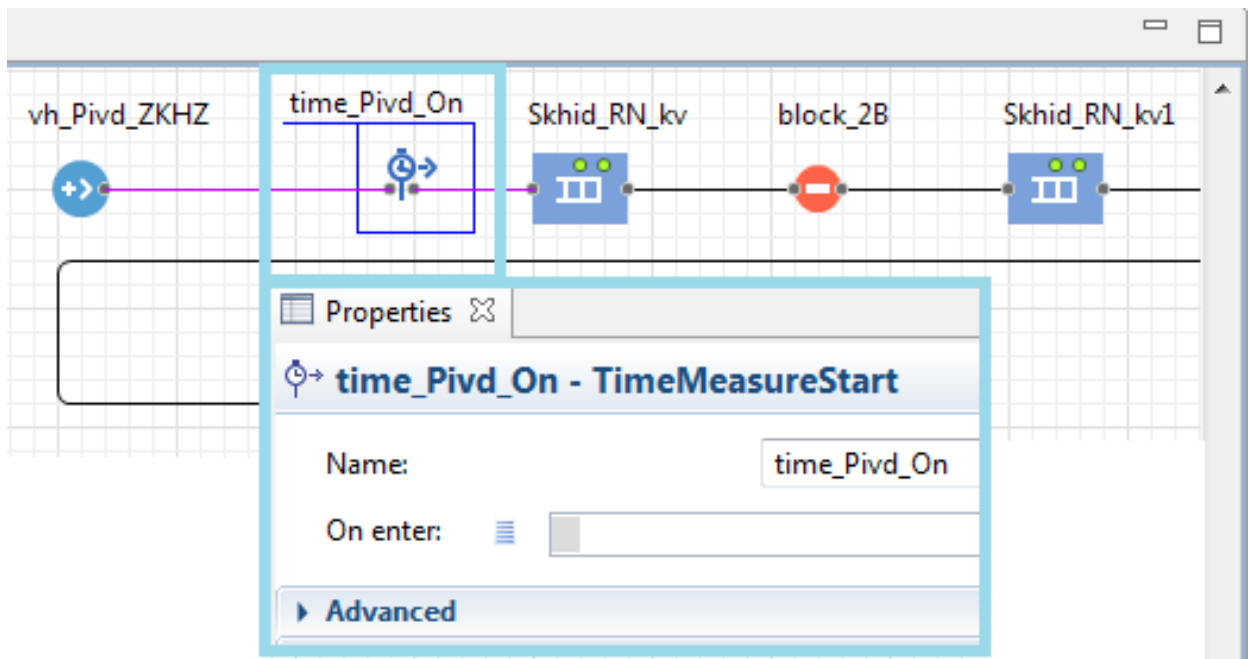 vh_Pivd_ZKHZ
time_Pivd_On
Skhid_RN_kv
block_2B
Skhid_RN_kv1
Properties
time_Pivd_On - TimeMeasureStart
Name:
time_Pivd_On
On enter:
Advanced